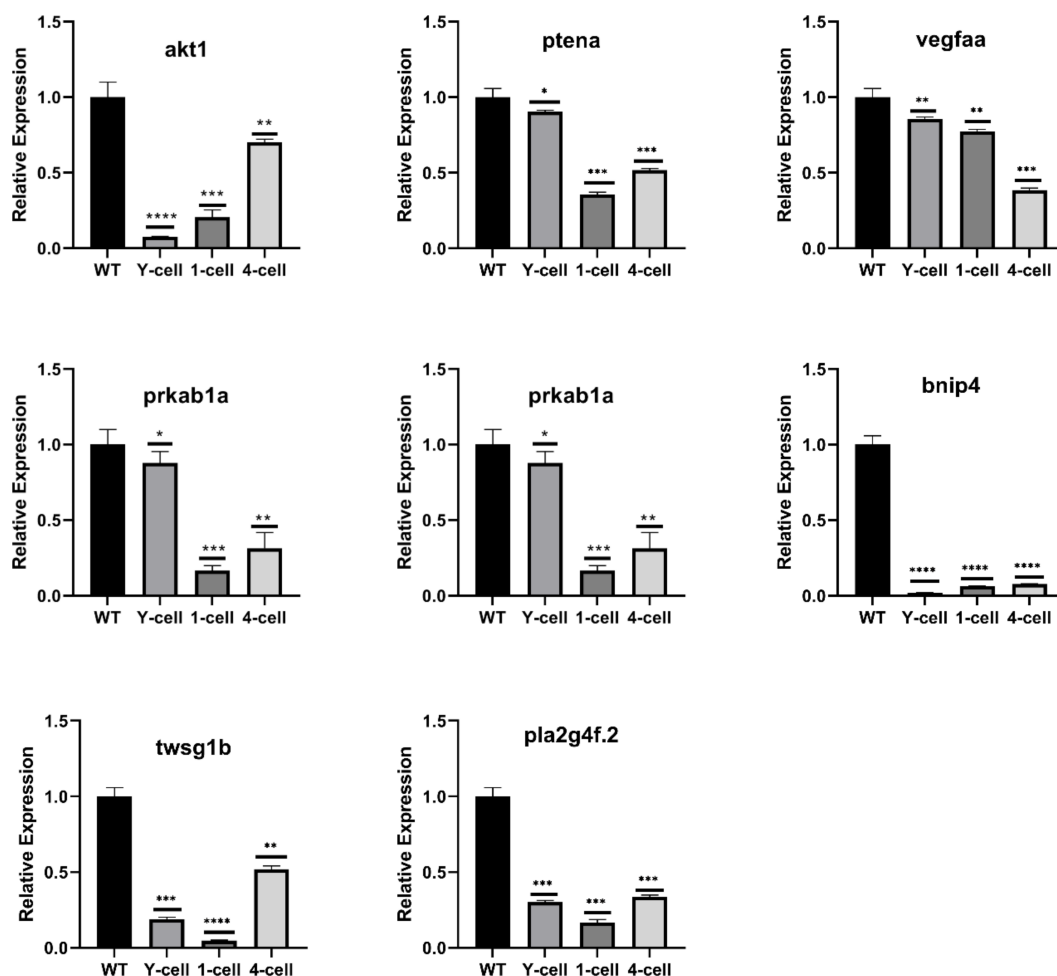 akt1
Relative Expression
1.5
1.0
0.5
0.0
**
***
****
WT Y-cell 1-cell 4-cell
ptena
Relative Expression
1.5
1.0
0.5
0.0
*
***
***
WT Y-cell 1-cell 4-cell
vegfaa
Relative Expression
1.5
1.0
0.5
0.0
**
**
***
WT Y-cell 1-cell 4-cell
prkab1a
Relative Expression
1.5
1.0
0.5
0.0
*
***
**
WT Y-cell 1-cell 4-cell
prkab1a
Relative Expression
1.5
1.0
0.5
0.0
*
***
**
WT Y-cell 1-cell 4-cell
bnip4
Relative Expression
1.5
1.0
0.5
0.0
****
****
****
WT Y-cell 1-cell 4-cell
twsg1b
Relative Expression
1.5
1.0
0.5
0.0
***
****
**
WT Y-cell 1-cell 4-cell
pla2g4f.2
Relative Expression
1.5
1.0
0.5
0.0
***
***
***
WT Y-cell 1-cell 4-cell